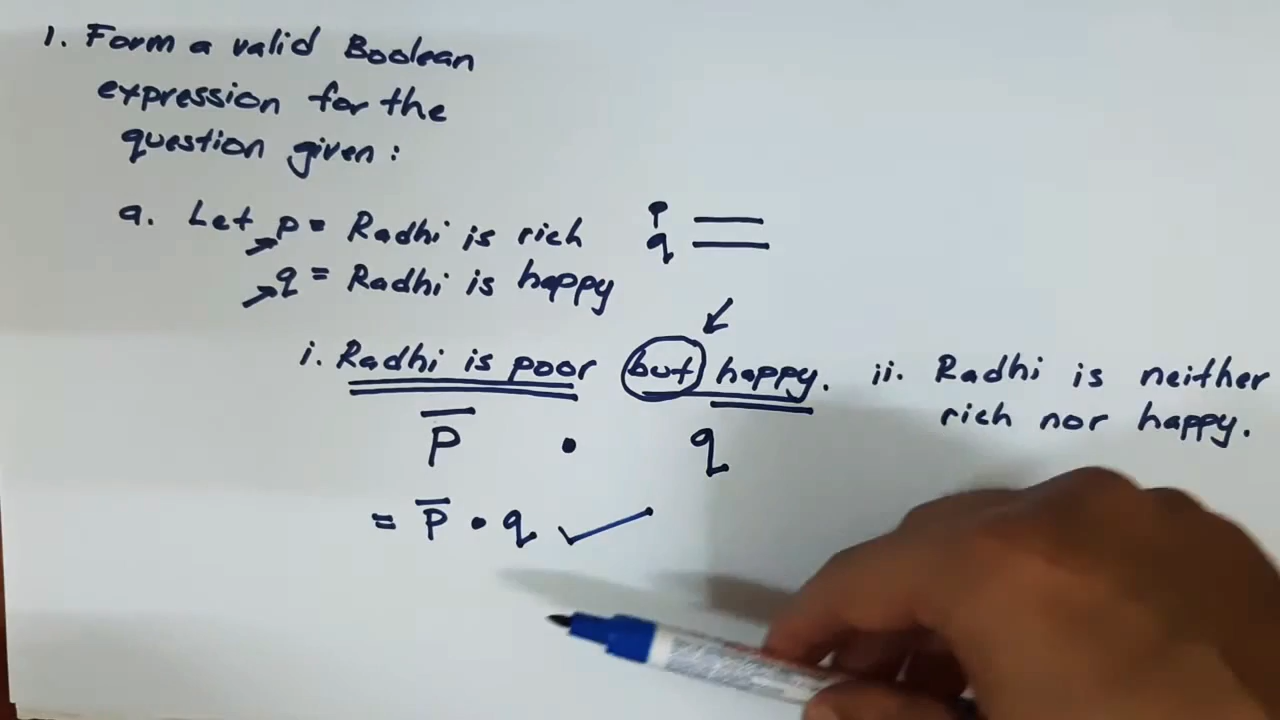 1. Form a valid Boolean
expression for the
question given:
a. Let p = Radhi is rich
q = Radhi is happy
p
q
i. Radhi is poor but happy.
p̅ • q
= p̅ • q
ii. Radhi is neither
rich nor happy.